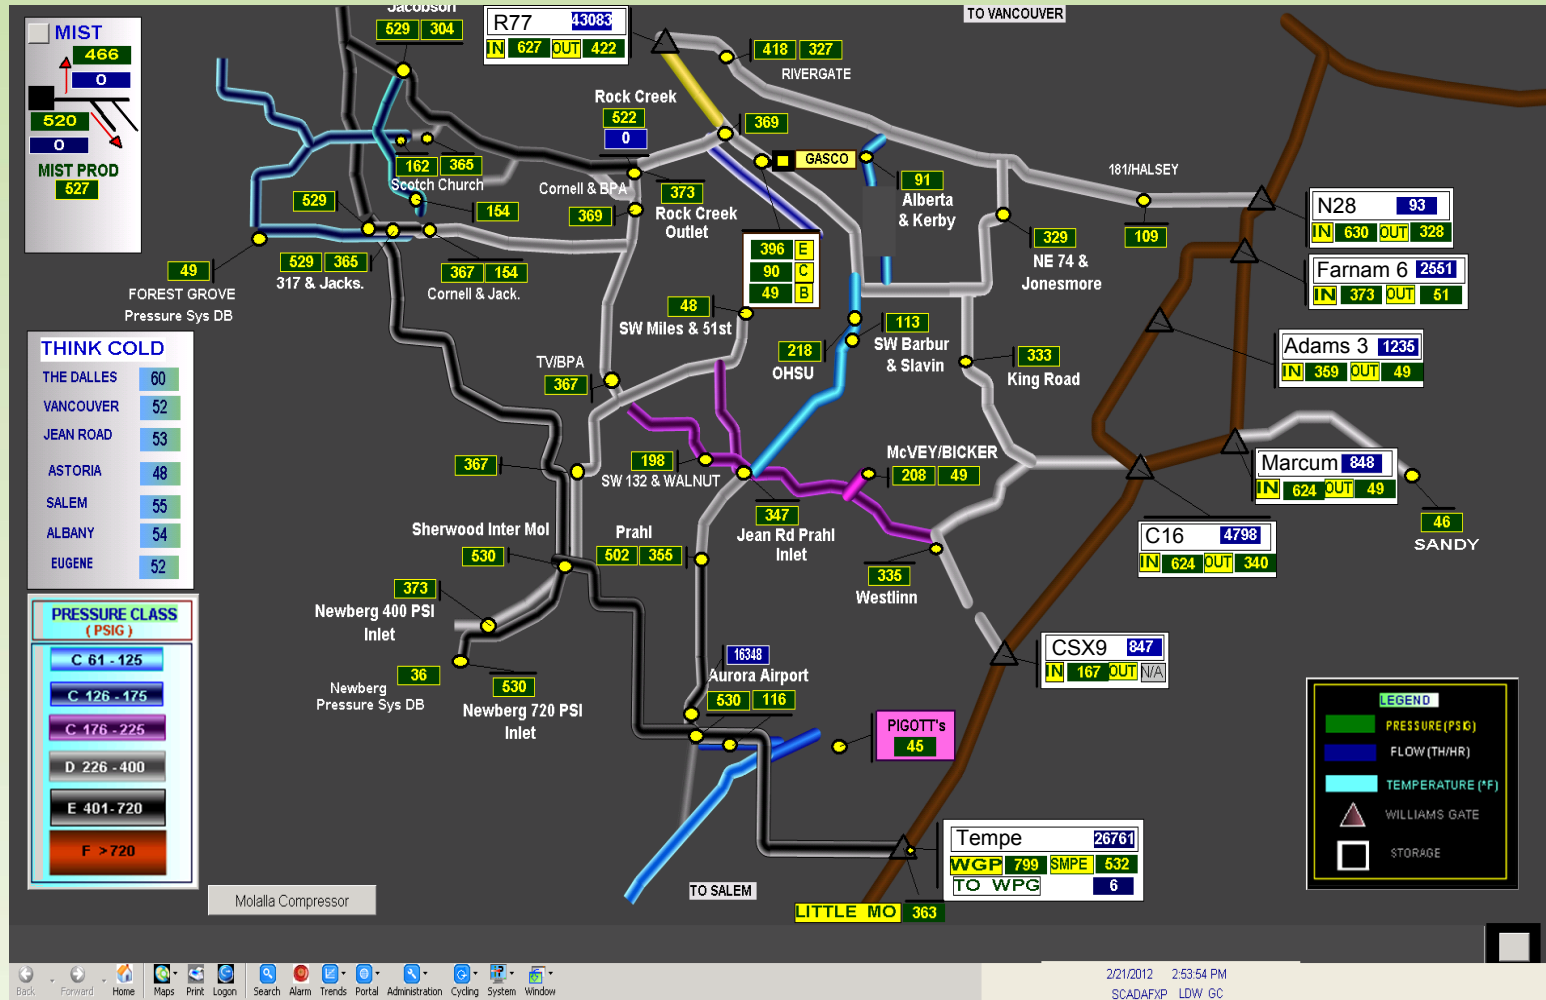 Jacobson
529 304
R77 43083
IN 627 OUT 422
TO VANCOUVER
418 327
RIVERGATE
MIST
466
0
520
0
MIST PROD
527
Rock Creek
522
0
369
GASCO
162 365
Scotch Church
Cornell & BPA
373
Rock Creek
Outlet
369
91
Alberta
& Kerby
181/HALSEY
109
N28 93
IN 630 OUT 328
529
154
529 365
317 & Jacks.
367 154
Cornell & Jack.
49
FOREST GROVE
Pressure Sys DB
396 E
90 C
49 B
329
NE 74 &
Jonesmore
Farnam 6 2551
IN 373 OUT 51
48
SW Miles & 51st
113
SW Barbur
& Slavin
218
OHSU
333
King Road
Adams 3 1235
IN 359 OUT 49
THINK COLD
THE DALLES 60
VANCOUVER 52
JEAN ROAD 53
ASTORIA 48
SALEM 55
ALBANY 54
EUGENE 52
TV/BPA
367
367
198
SW 132 & WALNUT
McVEY/BICKER
208 49
Marcum 848
IN 624 OUT 49
46
SANDY
347
Jean Rd Prahl
Inlet
C16 4798
IN 624 OUT 340
Sherwood Inter Mol
530
Prahl
502 355
335
Westlinn
373
Newberg 400 PSI
Inlet
36
Newberg
Pressure Sys DB
530
Newberg 720 PSI
Inlet
16348
Aurora Airport
530 116
CSX9 847
IN 167 OUT N/A
PIGOTT's
45
PRESSURE CLASS
( PSIG )
C 61 - 125
C 126 - 175
C 176 - 225
D 226 - 400
E 401-720
F >720
LEGEND
PRESSURE (PSIG)
FLOW (TH/HR)
TEMPERATURE (*F)
WILLIAMS GATE
STORAGE
Tempe 26761
WGP 799 SMPE 532
TO WPG 6
Molalla Compressor
TO SALEM
LITTLE MO 363
Back Forward Home Maps Print Logon Search Alarm Trends Portal Administration Cycling System Window
2/21/2012 2:53:54 PM
SCADAFXP LDW GC